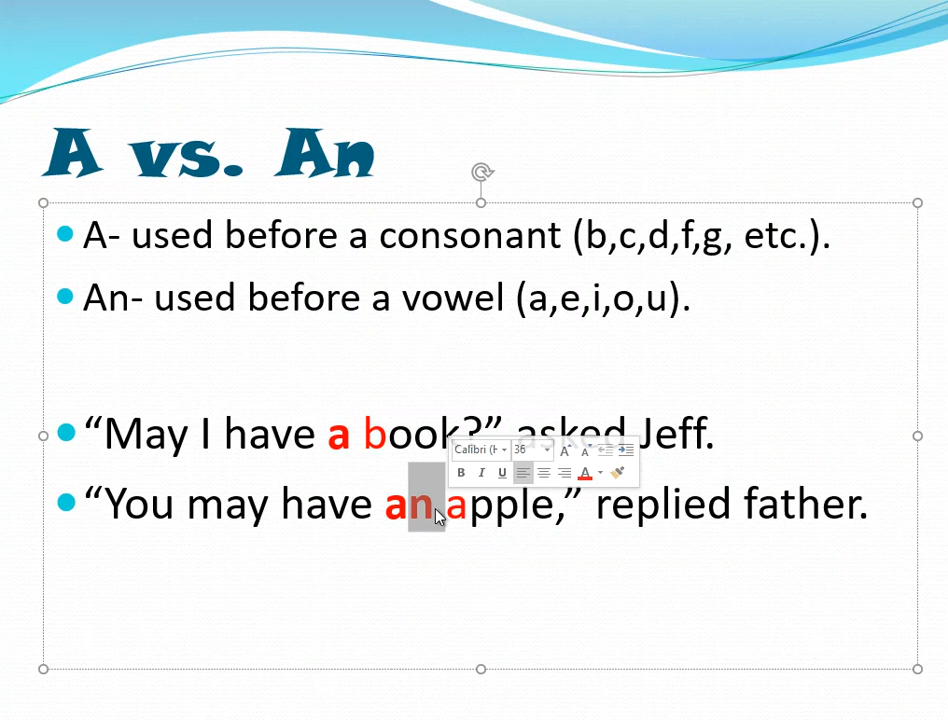 A vs. An
A- used before a consonant (b,c,d,f,g, etc.).
An- used before a vowel (a,e,i,o,u).
“May I have a book?” asked Jeff.
Calibri (H 36 A A
B I U A
“You may have an apple,” replied father.